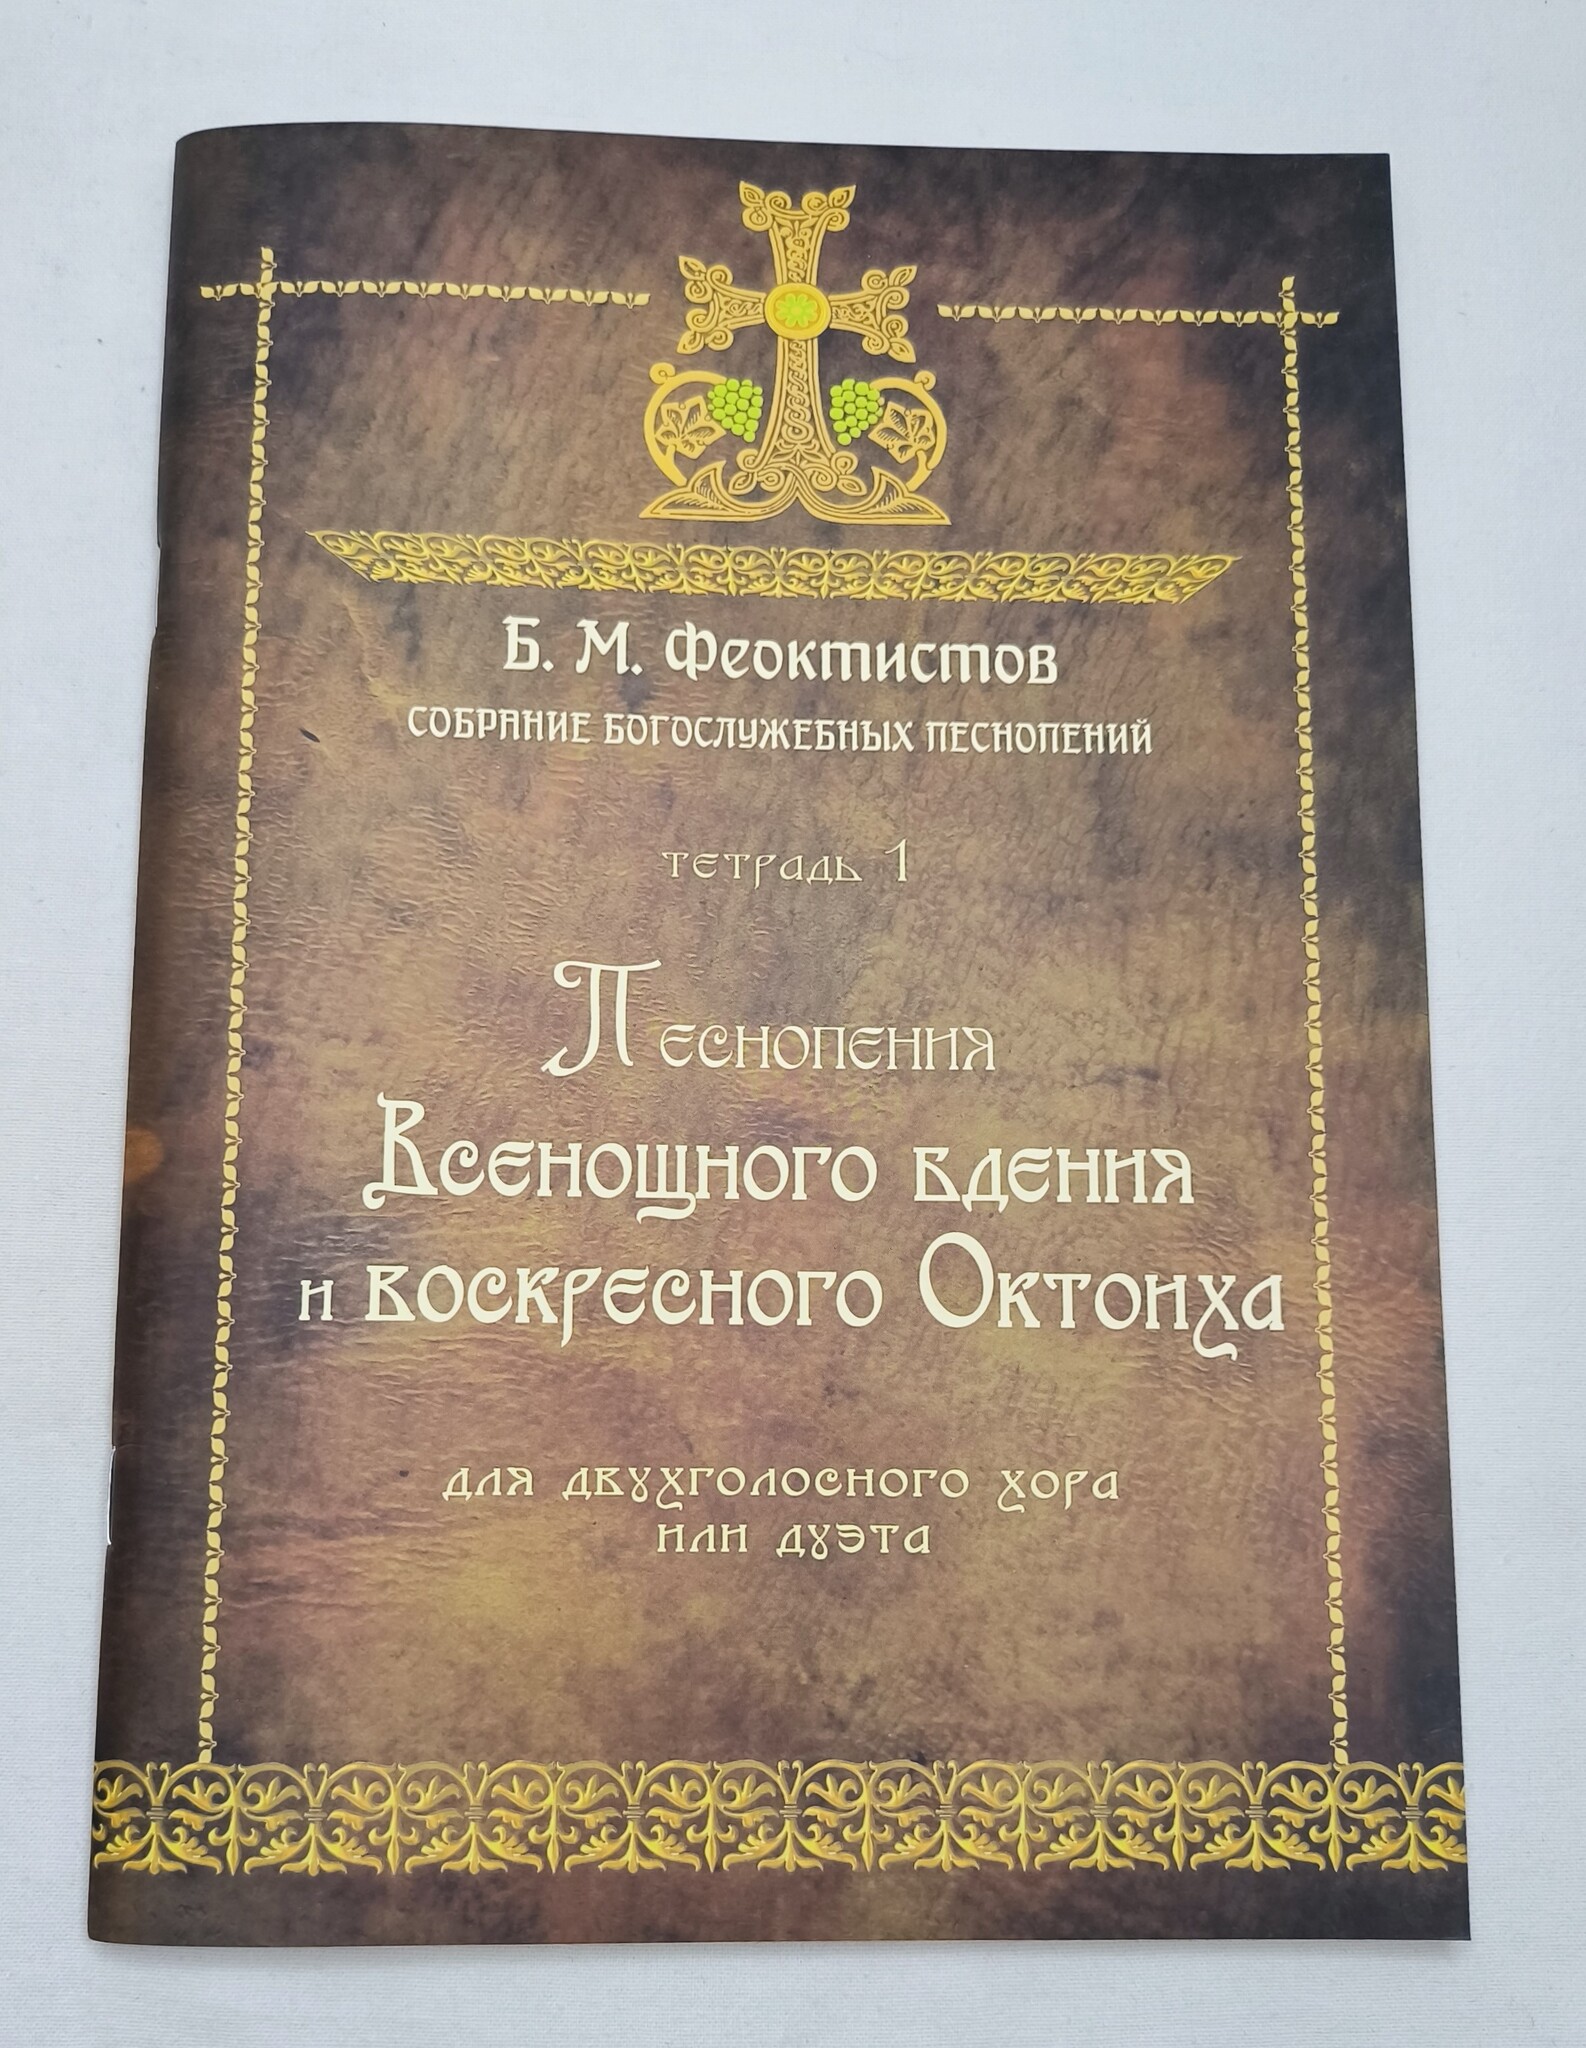 Б. М. Феоктистов
СОБРАНИЕ БОГОСЛУЖЕБНЫХ ПЕСНОПЕНИЙ
тетрадь 1
Песнопения
Всенощного бдения
и воскресного Октоиха
для двухголосного хора
или дуэта